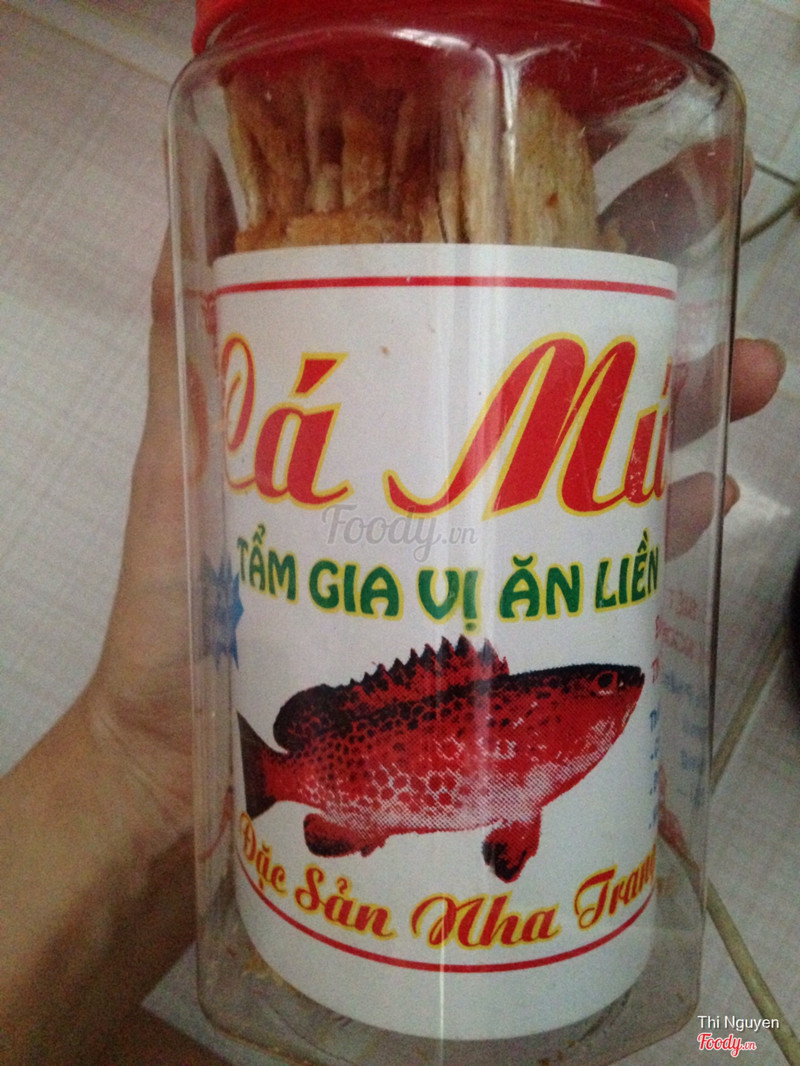 Cá Mú
TẨM GIA VỊ ĂN LIỀN
Đặc Sản Nha Trang
Foody.vn
Thi Nguyen
Foody.vn